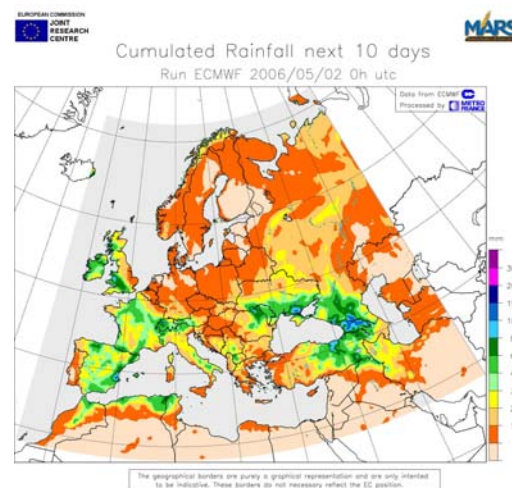 EUROPEAN COMMISSION
JOINT
RESEARCH
CENTRE
MARS
Cumulated Rainfall next 10 days
Run ECMWF 2006/05/02 0h utc
Data from ECMWF
Processed by METEO FRANCE
mm
The geographical borders are purely a graphical representation and are only intended
to be indicative. These borders do not necessarily reflect the EC position.